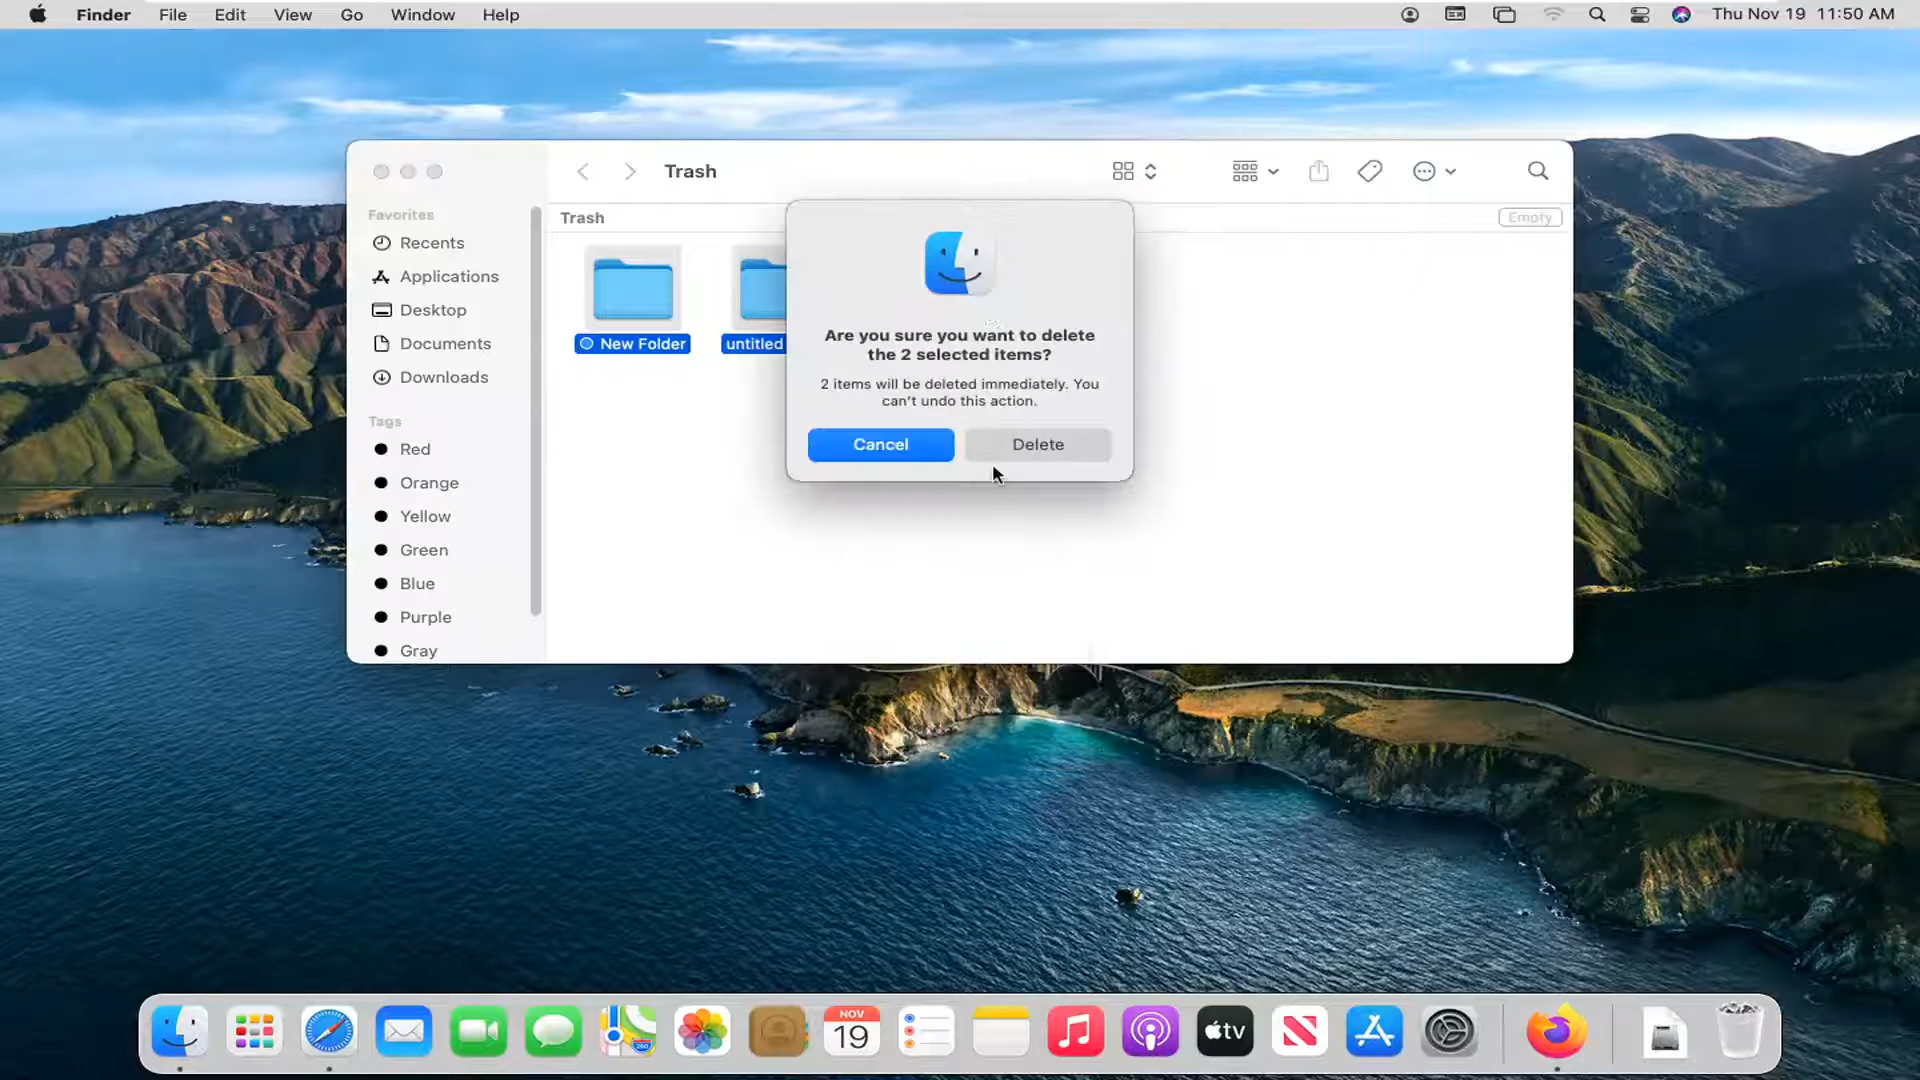 Finder File Edit View Go Window Help
Thu Nov 19 11:50 AM
Trash
Favorites
Recents
Applications
Desktop
Documents
Downloads
Tags
Red
Orange
Yellow
Green
Blue
Purple
Gray
Trash
Empty
New Folder
untitled
Are you sure you want to delete
the 2 selected items?
2 items will be deleted immediately. You
can't undo this action.
Cancel
Delete
280
NOV
19
tv